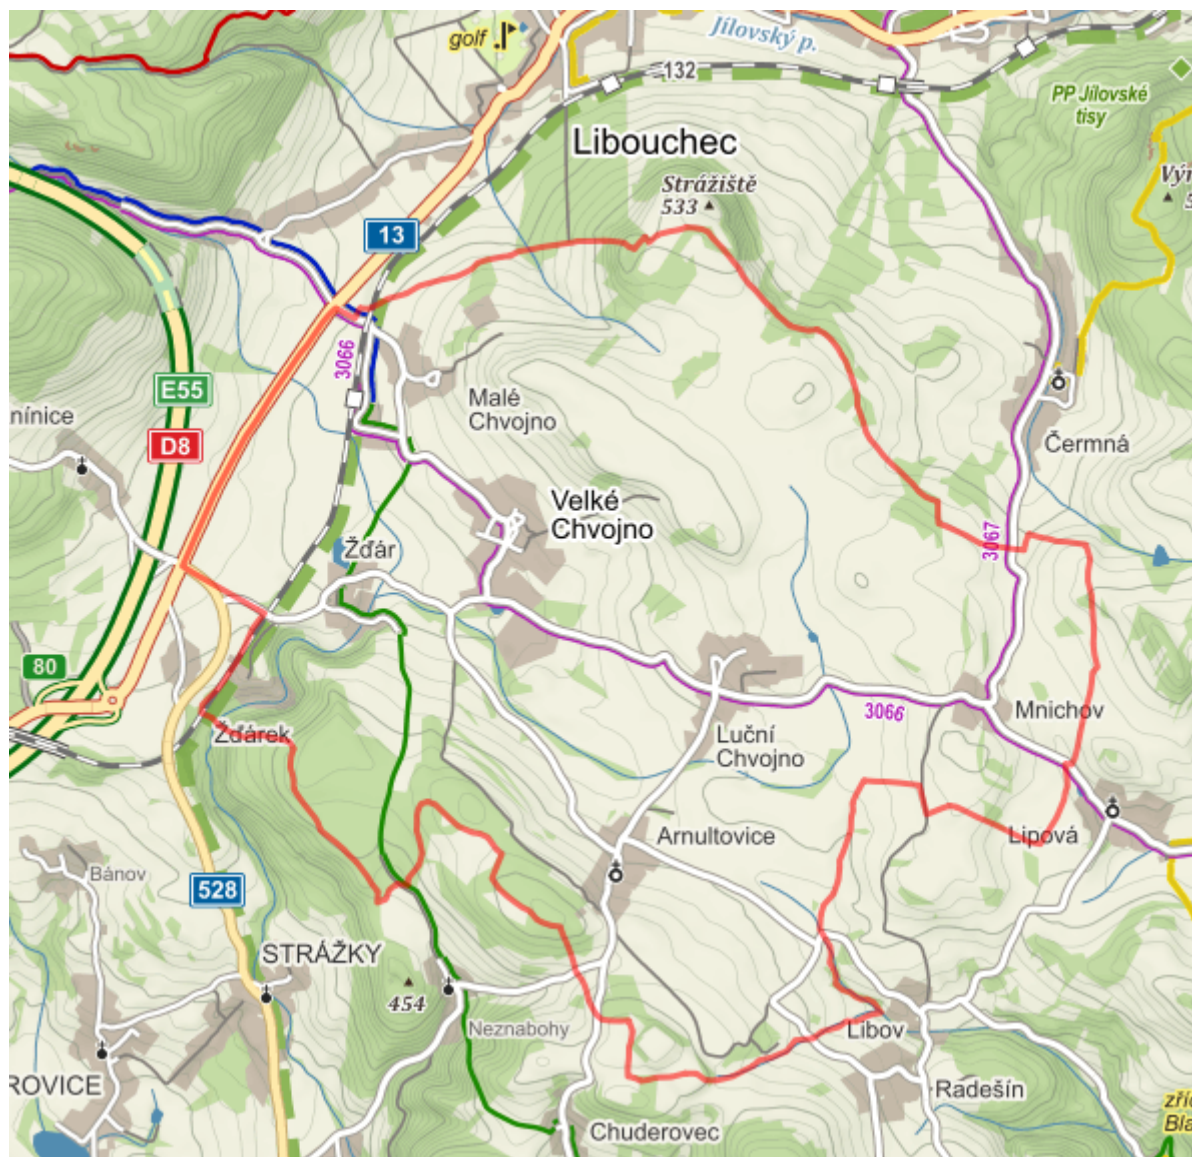 golf
Jílovský p.
132
PP Jílovské
tisy
Libouchec
Strážiště
533
13
3066
E55
D8
Malé
Chvojno
Čermná
Velké
Chvojno
3067
Žďár
80
Mnichov
3066
Žďárek
Luční
Chvojno
Arnultovice
Lipová
Bánov
528
STRÁŽKY
454
Neznabohy
Libov
Radešín
Chuderovec